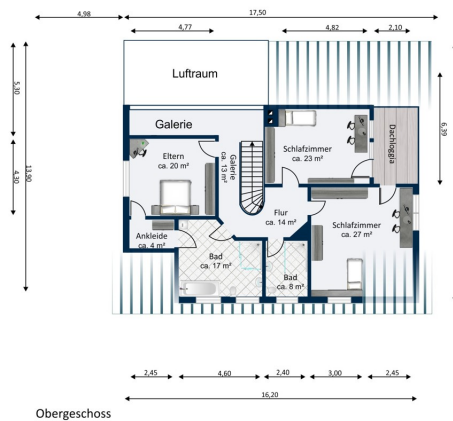 4,98
17,50
4,77
4,82
2,10
Luftraum
5,30
13,90
4,30
6,39
Galerie
Galerie
ca. 13 m²
Eltern
ca. 20 m²
Schlafzimmer
ca. 23 m²
Dachloggia
Flur
ca. 14 m²
Schlafzimmer
ca. 27 m²
Ankleide
ca. 4 m²
Bad
ca. 17 m²
Bad
ca. 8 m²
2,45
4,60
2,40
3,00
2,45
16,20
Obergeschoss